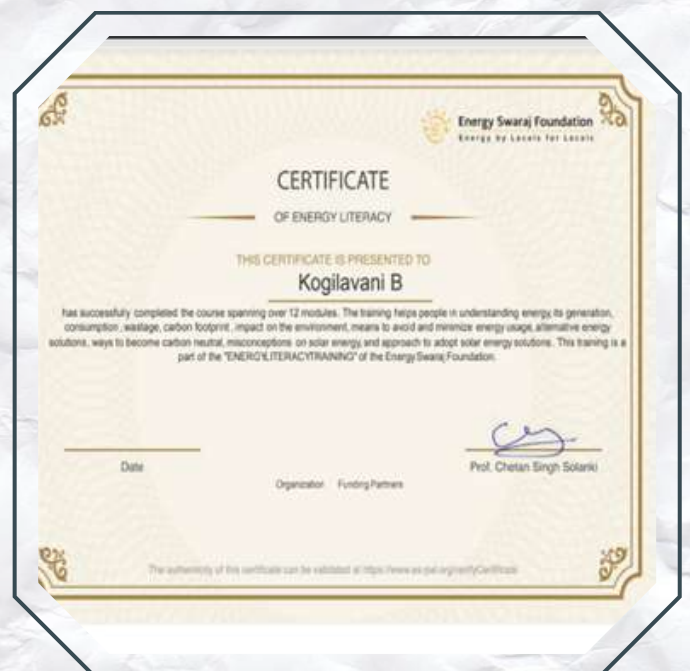 Energy Swaraj Foundation
Energy by Locals for Locals
CERTIFICATE
OF ENERGY LITERACY
THIS CERTIFICATE IS PRESENTED TO
Kogilavani B
has successfully completed the course spanning over 12 modules. The training helps people in understanding energy, its generation,
consumption, wastage, carbon footprint, impact on the environment, means to avoid and minimize energy usage, alternative energy
solutions, ways to become carbon neutral, misconceptions on solar energy, and approach to adopt solar energy solutions. This training is a
part of the "ENERGYLITERACYTRAINING" of the Energy Swaraj Foundation.
Date
Prof. Chetan Singh Solanki
Organization Funding Partners
The authenticity of this certificate can be validated at